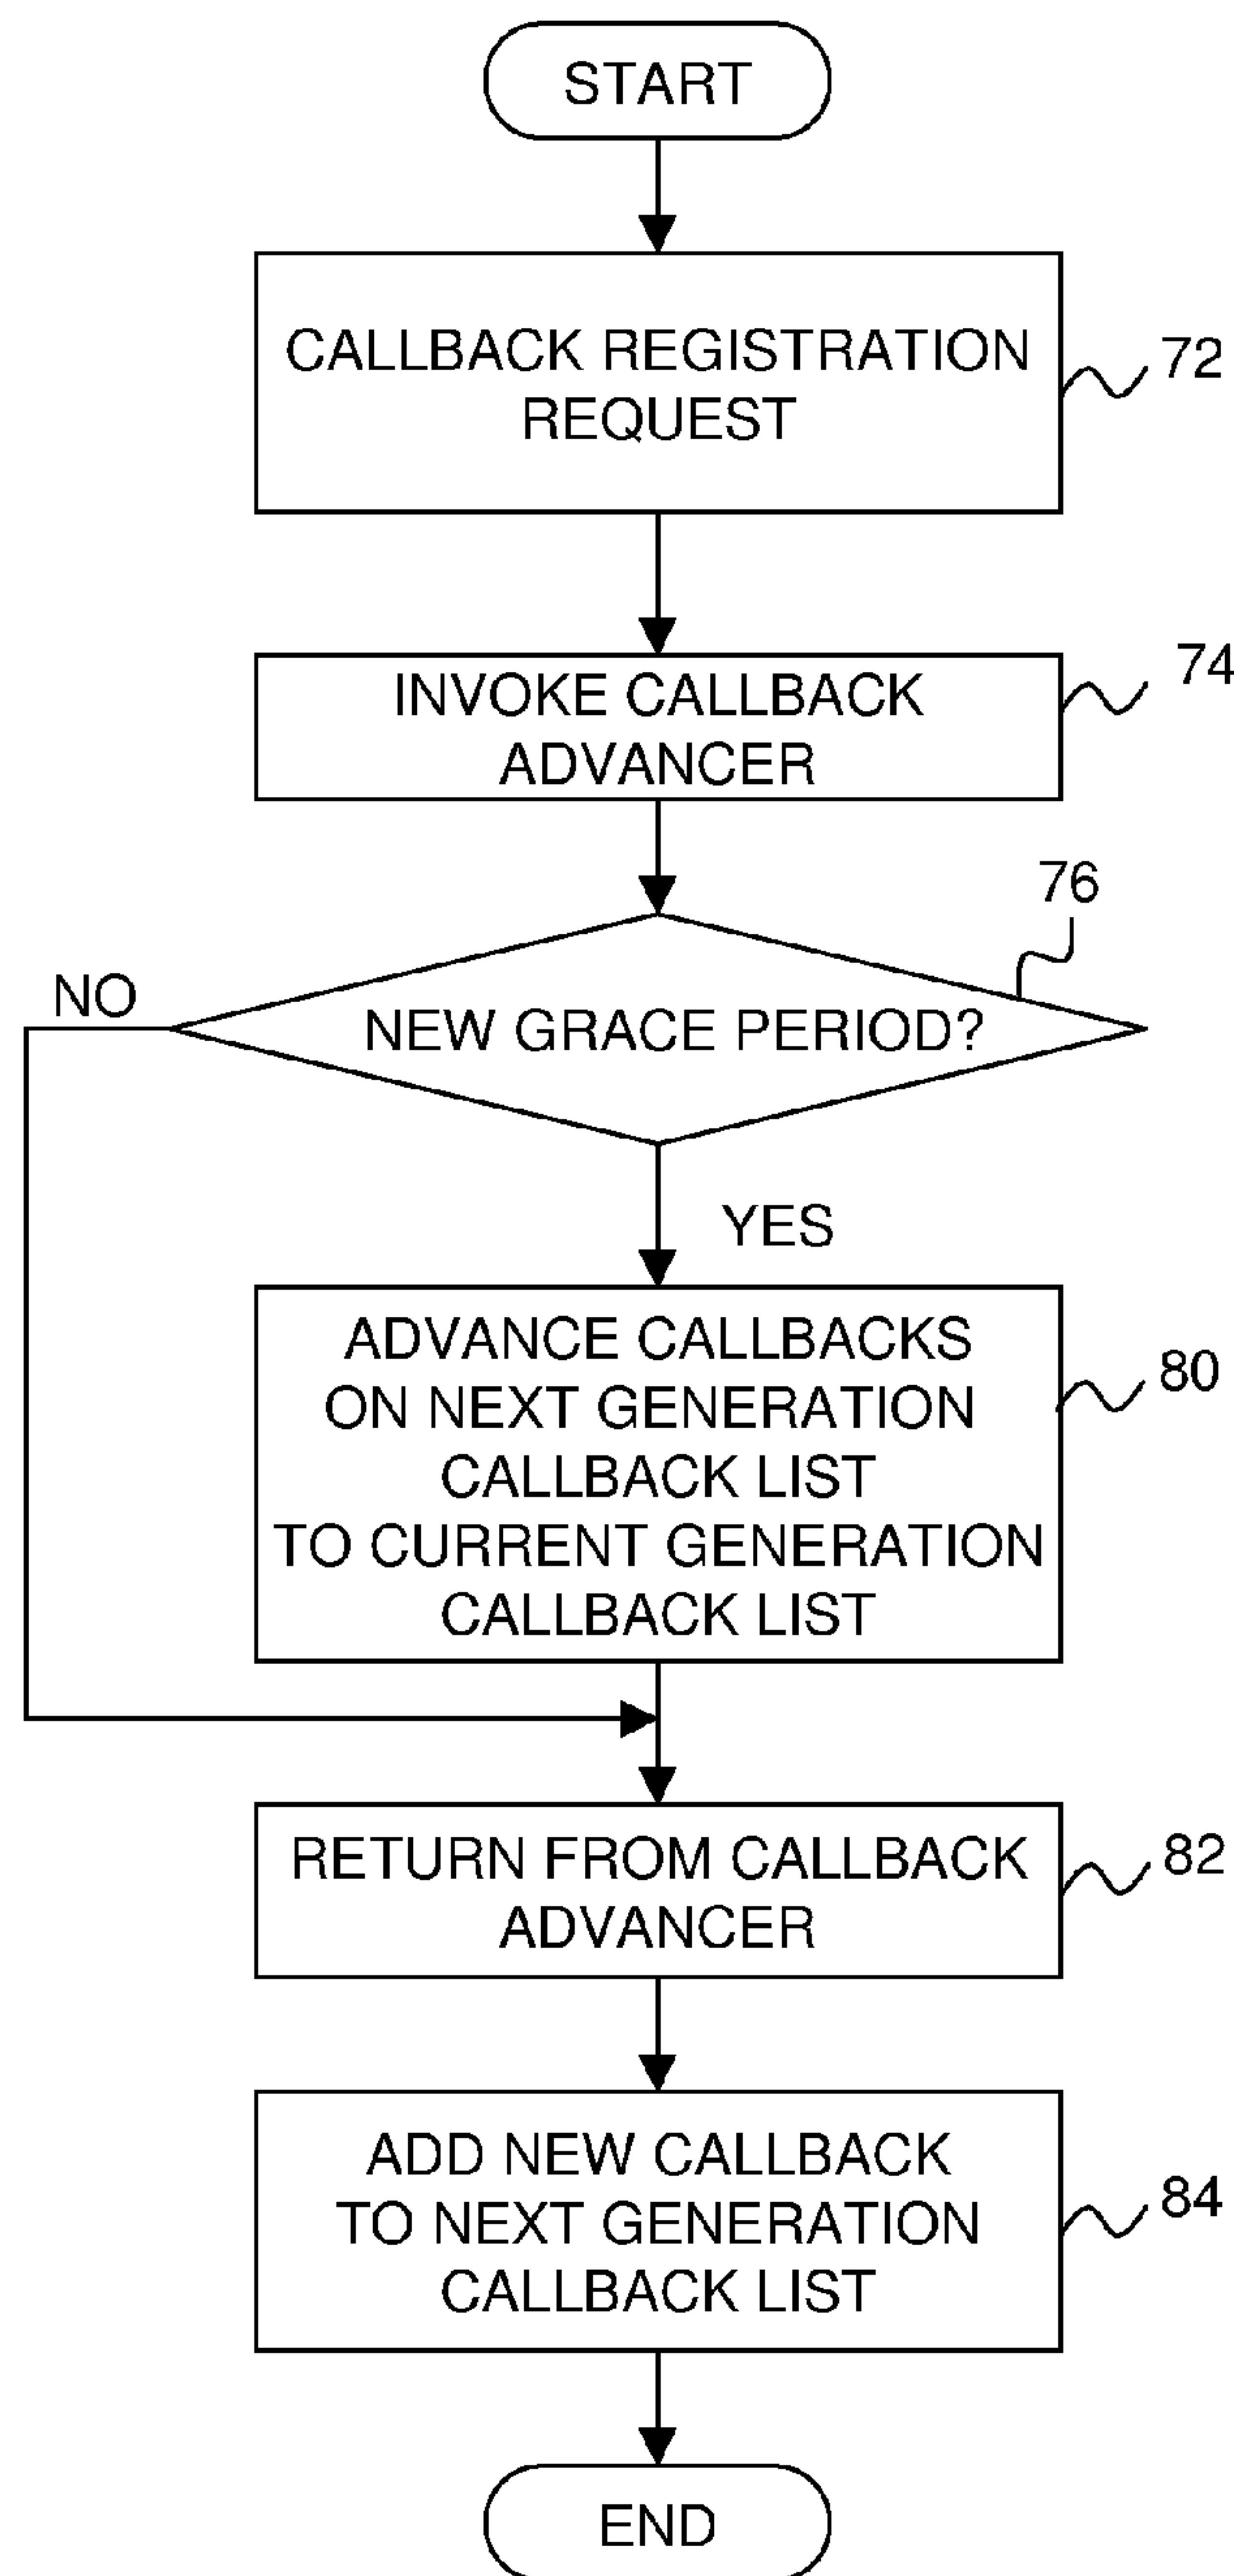 START
CALLBACK REGISTRATION
REQUEST
72
INVOKE CALLBACK
ADVANCER
74
76
NO
NEW GRACE PERIOD?
YES
ADVANCE CALLBACKS
ON NEXT GENERATION
CALLBACK LIST
TO CURRENT GENERATION
CALLBACK LIST
80
RETURN FROM CALLBACK
ADVANCER
82
ADD NEW CALLBACK
TO NEXT GENERATION
CALLBACK LIST
84
END